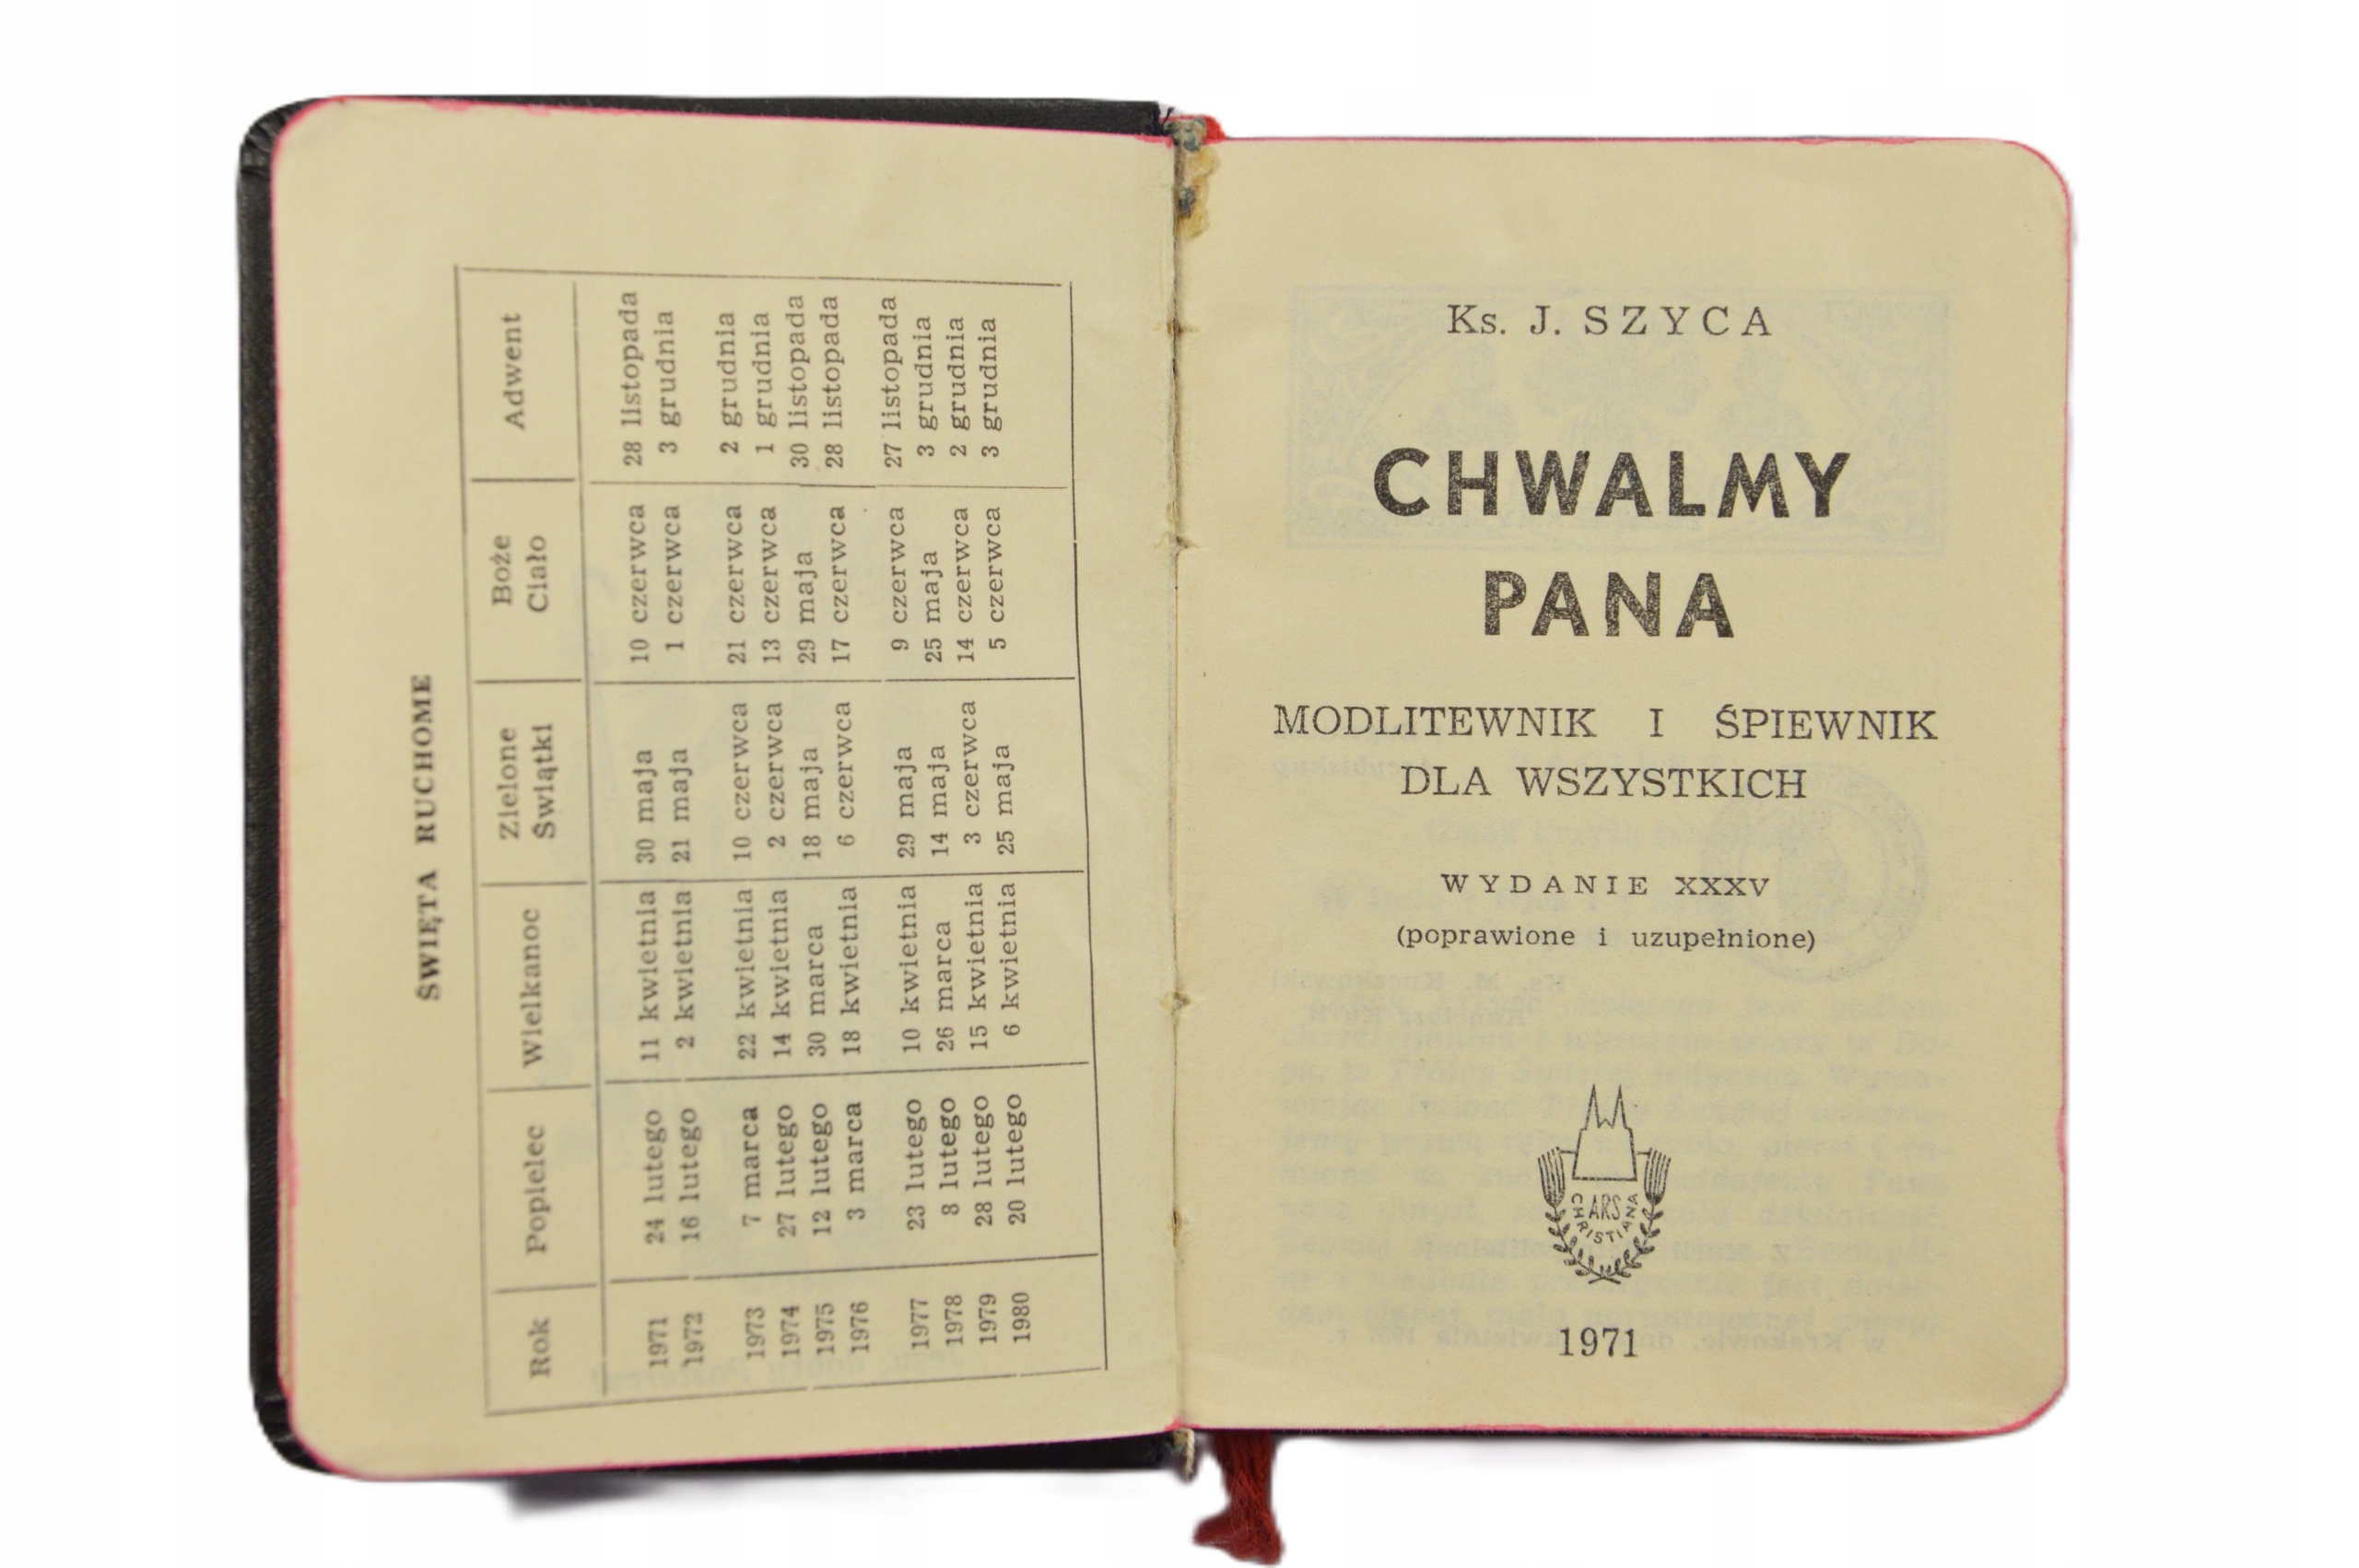 ŚWIĘTA RUCHOME
Rok Popielec Wielkanoc Zielone Świątki Boże Ciało Adwent
1971 24 lutego 11 kwietnia 30 maja 10 czerwca 28 listopada
1972 16 lutego 2 kwietnia 21 maja 1 czerwca 3 grudnia
1973 7 marca 22 kwietnia 10 czerwca 21 czerwca 2 grudnia
1974 27 lutego 14 kwietnia 2 czerwca 13 czerwca 1 grudnia
1975 12 lutego 30 marca 18 maja 29 maja 30 listopada
1976 3 marca 18 kwietnia 6 czerwca 17 czerwca 28 listopada
1977 23 lutego 10 kwietnia 29 maja 9 czerwca 27 listopada
1978 8 lutego 26 marca 14 maja 25 maja 3 grudnia
1979 28 lutego 15 kwietnia 3 czerwca 14 czerwca 2 grudnia
1980 20 lutego 6 kwietnia 25 maja 5 czerwca 3 grudnia
Ks. J. SZYCA
CHWALMY
PANA
MODLITEWNIK I ŚPIEWNIK
DLA WSZYSTKICH
WYDANIE XXXV
(poprawione i uzupełnione)
ARS
CHRISTIANA
1971